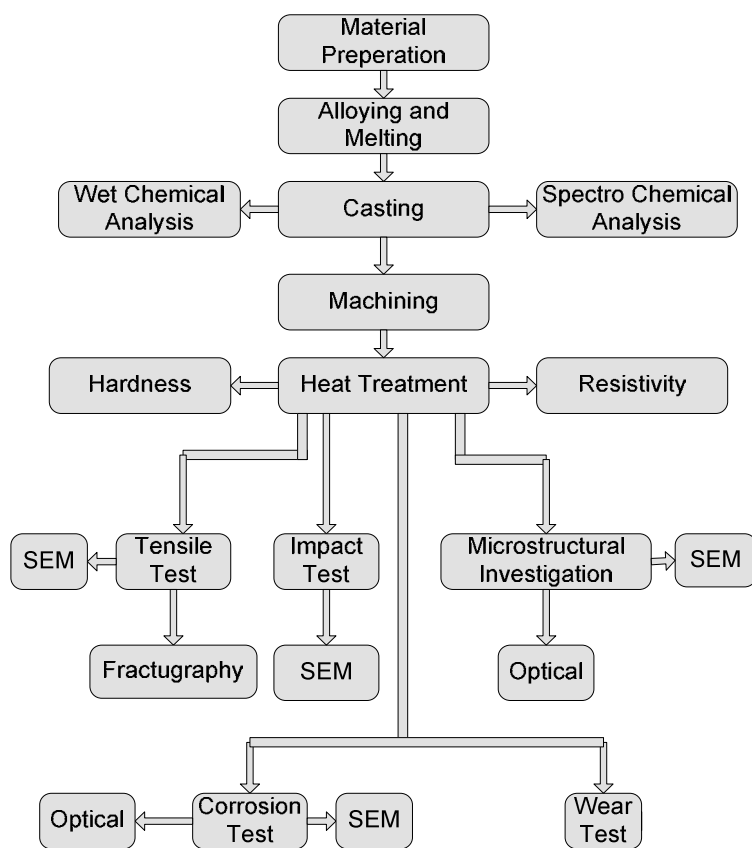 Material
Preperation
Alloying and
Melting
Wet Chemical
Analysis
Casting
Spectro Chemical
Analysis
Machining
Hardness
Heat Treatment
Resistivity
SEM
Tensile
Test
Impact
Test
Microstructural
Investigation
SEM
Fractugraphy
SEM
Optical
Optical
Corrosion
Test
SEM
Wear
Test